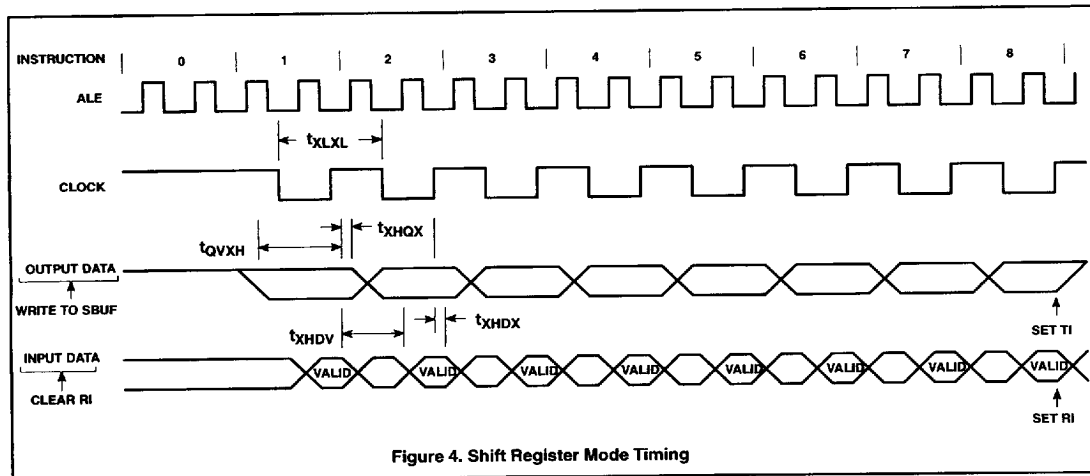 INSTRUCTION | 0 | 1 | 2 | 3 | 4 | 5 | 6 | 7 | 8 |
ALE
tXLXL
CLOCK
tXHQX
tQVXH
OUTPUT DATA
WRITE TO SBUF
SET TI
tXHDV
tXHDX
INPUT DATA
VALID VALID VALID VALID VALID VALID VALID VALID
CLEAR RI
SET RI
Figure 4. Shift Register Mode Timing